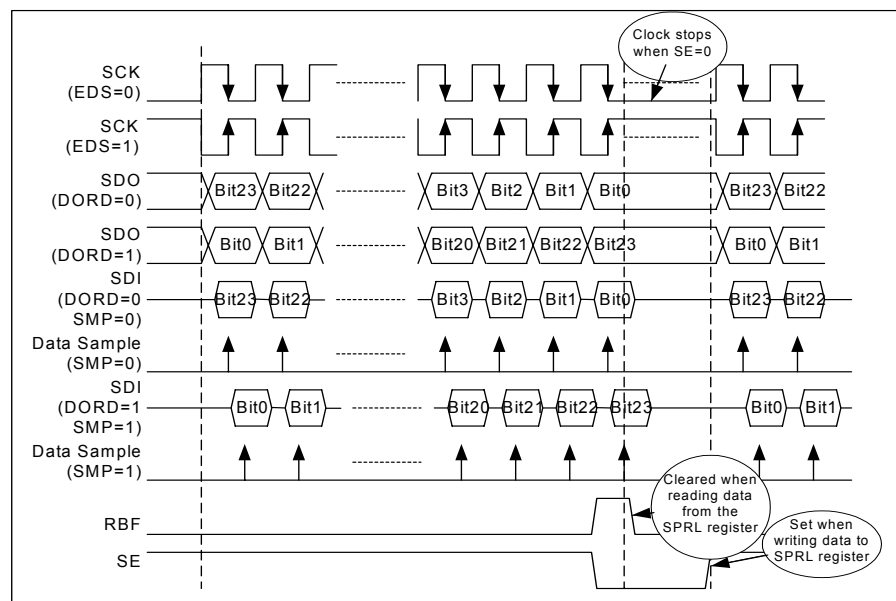 Clock stops
when SE=0
SCK
(EDS=0)
SCK
(EDS=1)
SDO
(DORD=0)
Bit23 Bit22 Bit3 Bit2 Bit1 Bit0 Bit23 Bit22
SDO
(DORD=1)
Bit0 Bit1 Bit20 Bit21 Bit22 Bit23 Bit0 Bit1
SDI
(DORD=0
SMP=0)
Bit23 Bit22 Bit3 Bit2 Bit1 Bit0 Bit23 Bit22
Data Sample
(SMP=0)
SDI
(DORD=1
SMP=1)
Bit0 Bit1 Bit20 Bit21 Bit22 Bit23 Bit0 Bit1
Data Sample
(SMP=1)
Cleared when
reading data
from the
SPRL register
RBF
Set when
writing data to
SPRL register
SE